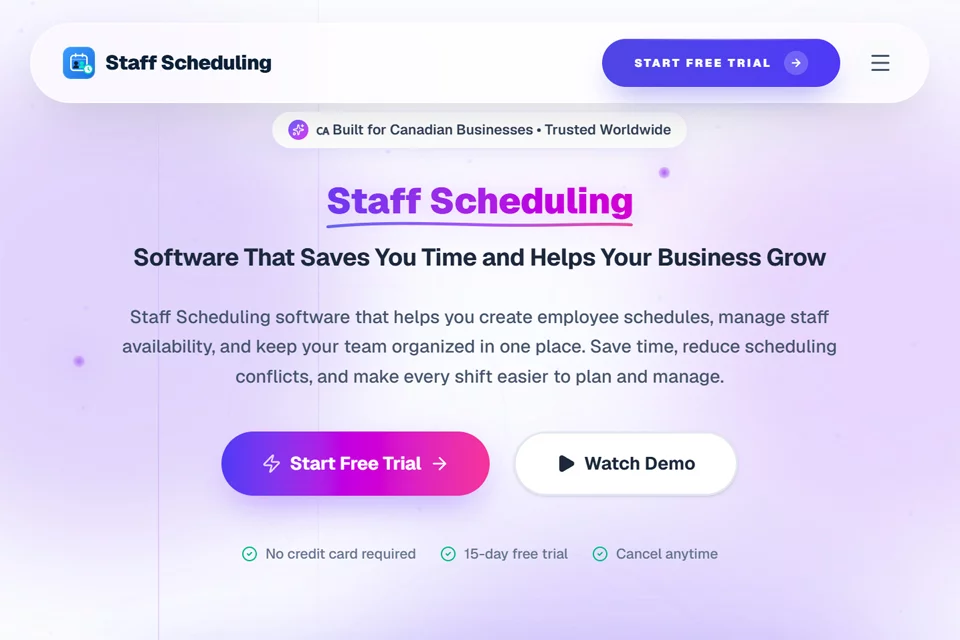 Staff Scheduling
START FREE TRIAL
CA Built for Canadian Businesses • Trusted Worldwide
Staff Scheduling
Software That Saves You Time and Helps Your Business Grow
Staff Scheduling software that helps you create employee schedules, manage staff
availability, and keep your team organized in one place. Save time, reduce scheduling
conflicts, and make every shift easier to plan and manage.
Start Free Trial
Watch Demo
No credit card required
15-day free trial
Cancel anytime